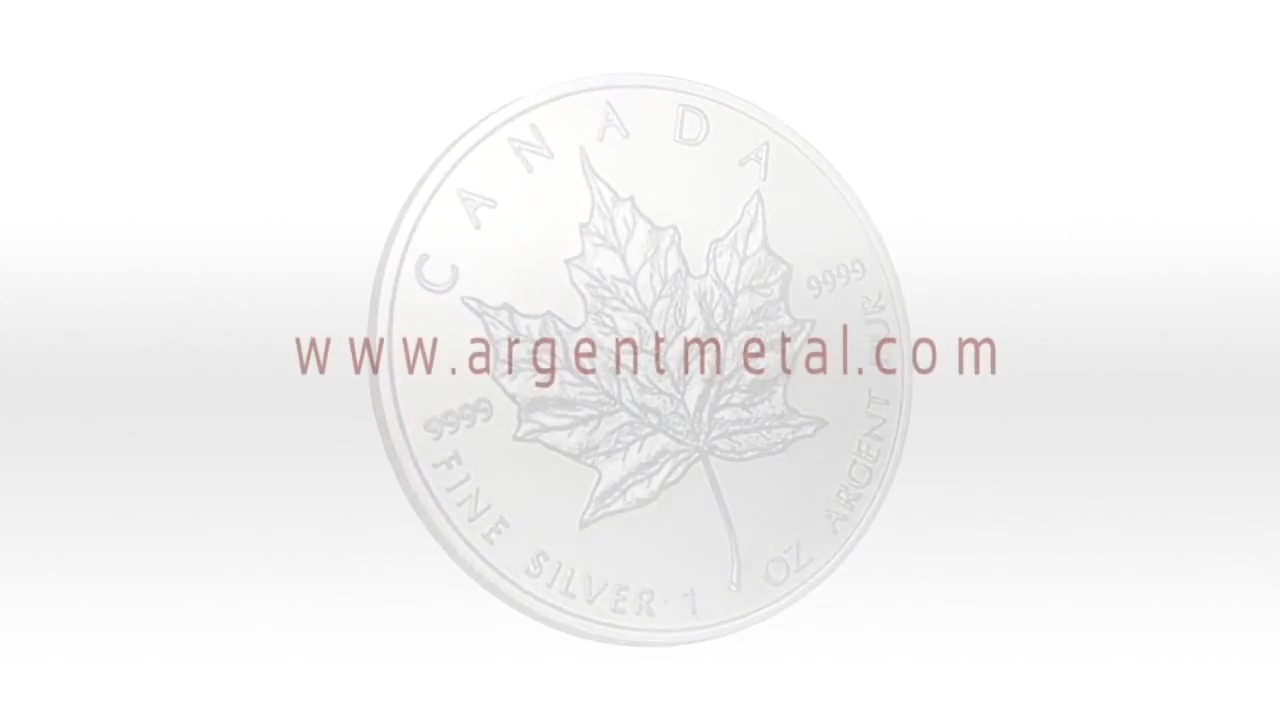 CANADA
9999
www.argentmetal.com
9999
FINE SILVER · 1 OZ ARGENT PUR